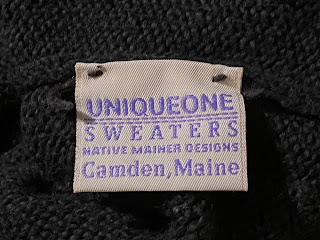 UNIQUEONE
SWEATERS
NATIVE MAINER DESIGNS
Camden, Maine